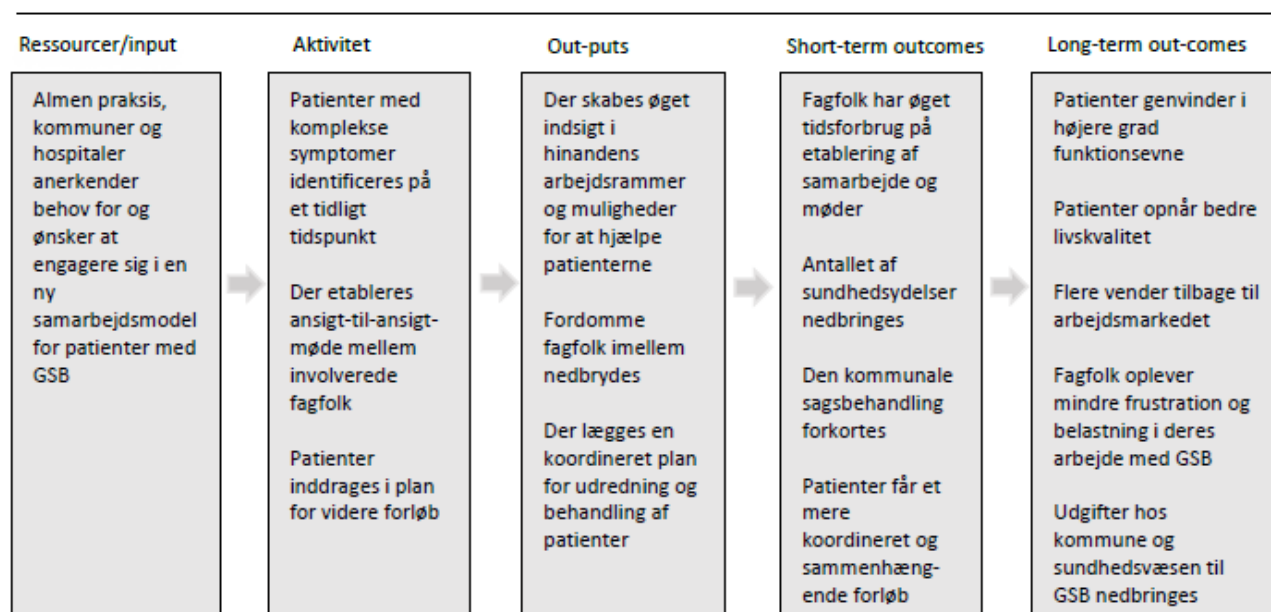 Ressourcer/input
Almen praksis,
kommuner og
hospitaler
anerkender
behov for og
ønsker at
engagere sig i en
ny
samarbejdsmodel
for patienter med
GSB
Aktivitet
Patienter med
komplekse
symptomer
identificeres på
et tidligt
tidspunkt
Der etableres
ansigt-til-ansigt-
møde mellem
involverede
fagfolk
Patienter
inddrages i plan
for videre forløb
Out-puts
Der skabes øget
indsigt i
hinandens
arbejdsrammer
og muligheder
for at hjælpe
patienterne
Fordomme
fagfolk imellem
nedbrydes
Der lægges en
koordineret plan
for udredning og
behandling af
patienter
Short-term outcomes
Fagfolk har øget
tidsforbrug på
etablering af
samarbejde og
møder
Antallet af
sundhedsydelser
nedbringes
Den kommunale
sagsbehandling
forkortes
Patienter får et
mere
koordineret og
sammenhæng-
ende forløb
Long-term out-comes
Patienter genvinder i
højere grad
funktionsevne
Patienter opnår bedre
livskvalitet
Flere vender tilbage til
arbejdsmarkedet
Fagfolk oplever
mindre frustration og
belastning i deres
arbejde med GSB
Udgifter hos
kommune og
sundhedsvæsen til
GSB nedbringes